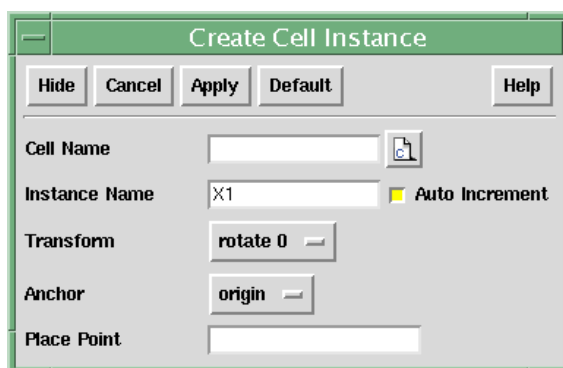 Create Cell Instance
Hide Cancel Apply Default Help
Cell Name
Instance Name X1 Auto Increment
Transform rotate 0
Anchor origin
Place Point